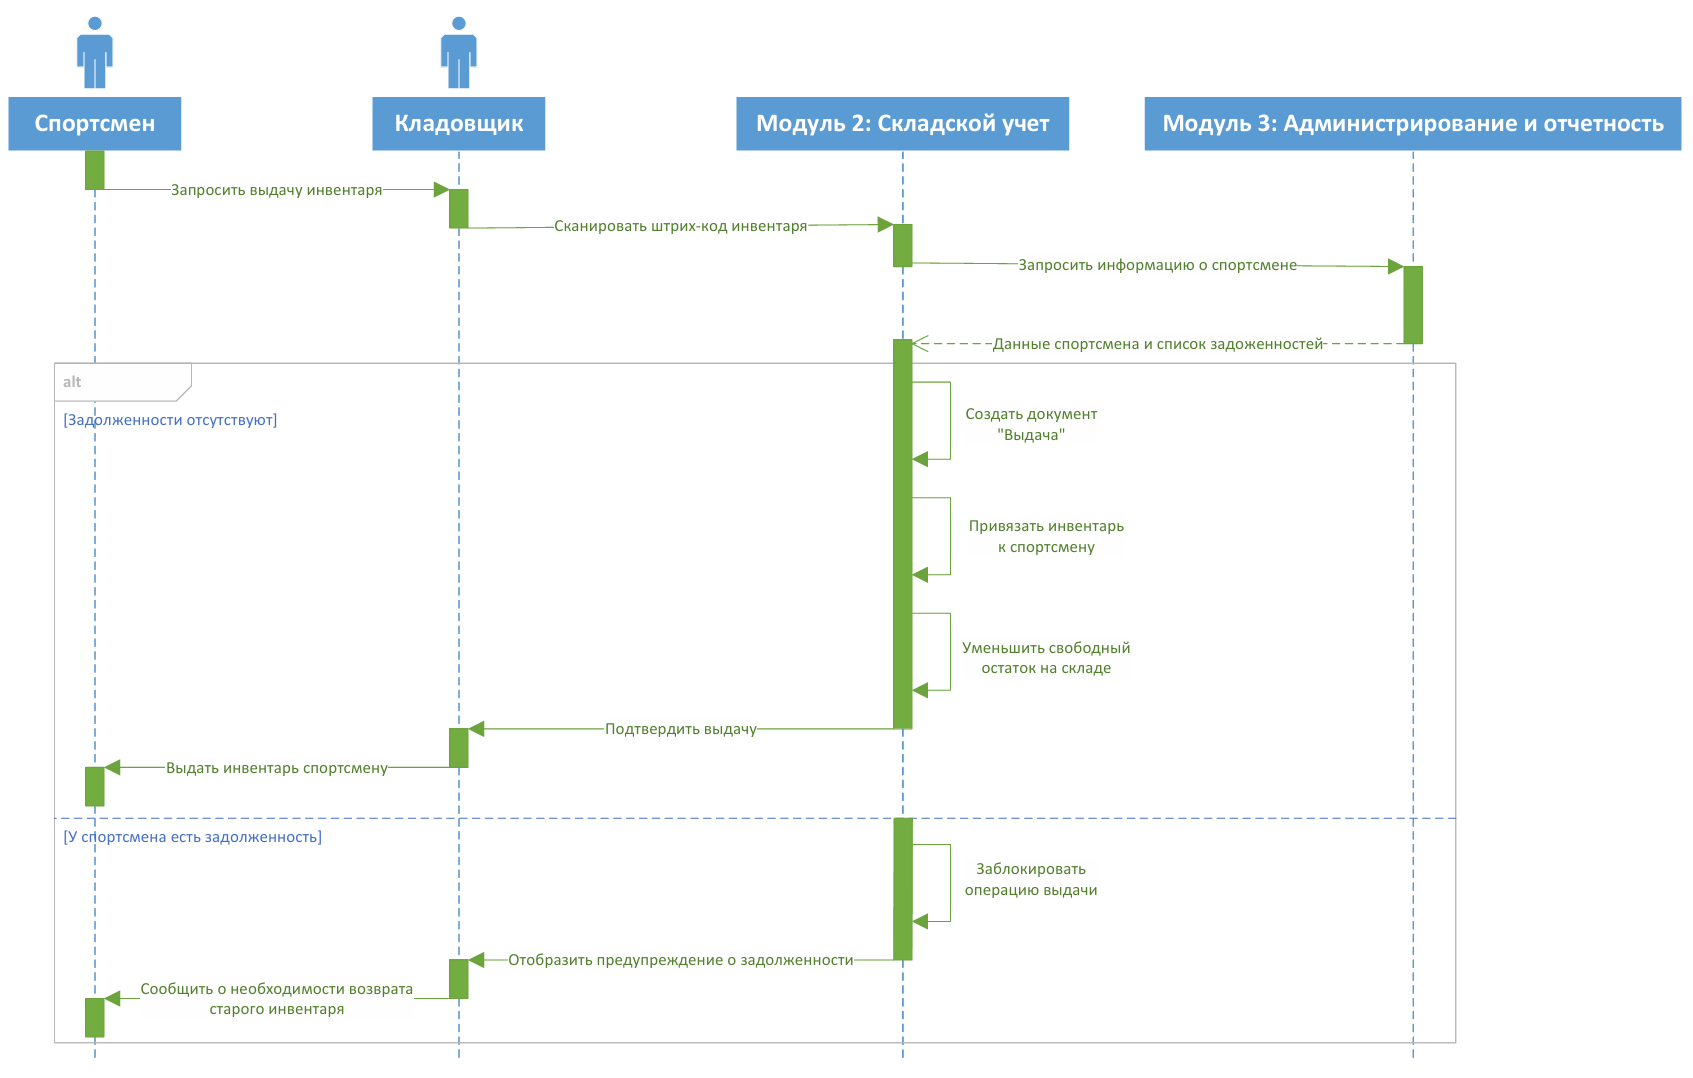 Спортсмен
Кладовщик
Модуль 2: Складской учет
Модуль 3: Администрирование и отчетность
Запросить выдачу инвентаря
Сканировать штрих-код инвентаря
Запросить информацию о спортсмене
Данные спортсмена и список задоженностей
alt
[Задолженности отсутствуют]
Создать документ
"Выдача"
Привязать инвентарь
к спортсмену
Уменьшить свободный
остаток на складе
Подтвердить выдачу
Выдать инвентарь спортсмену
[У спортсмена есть задолженность]
Заблокировать
операцию выдачи
Отобразить предупреждение о задолженности
Сообщить о необходимости возврата
старого инвентаря